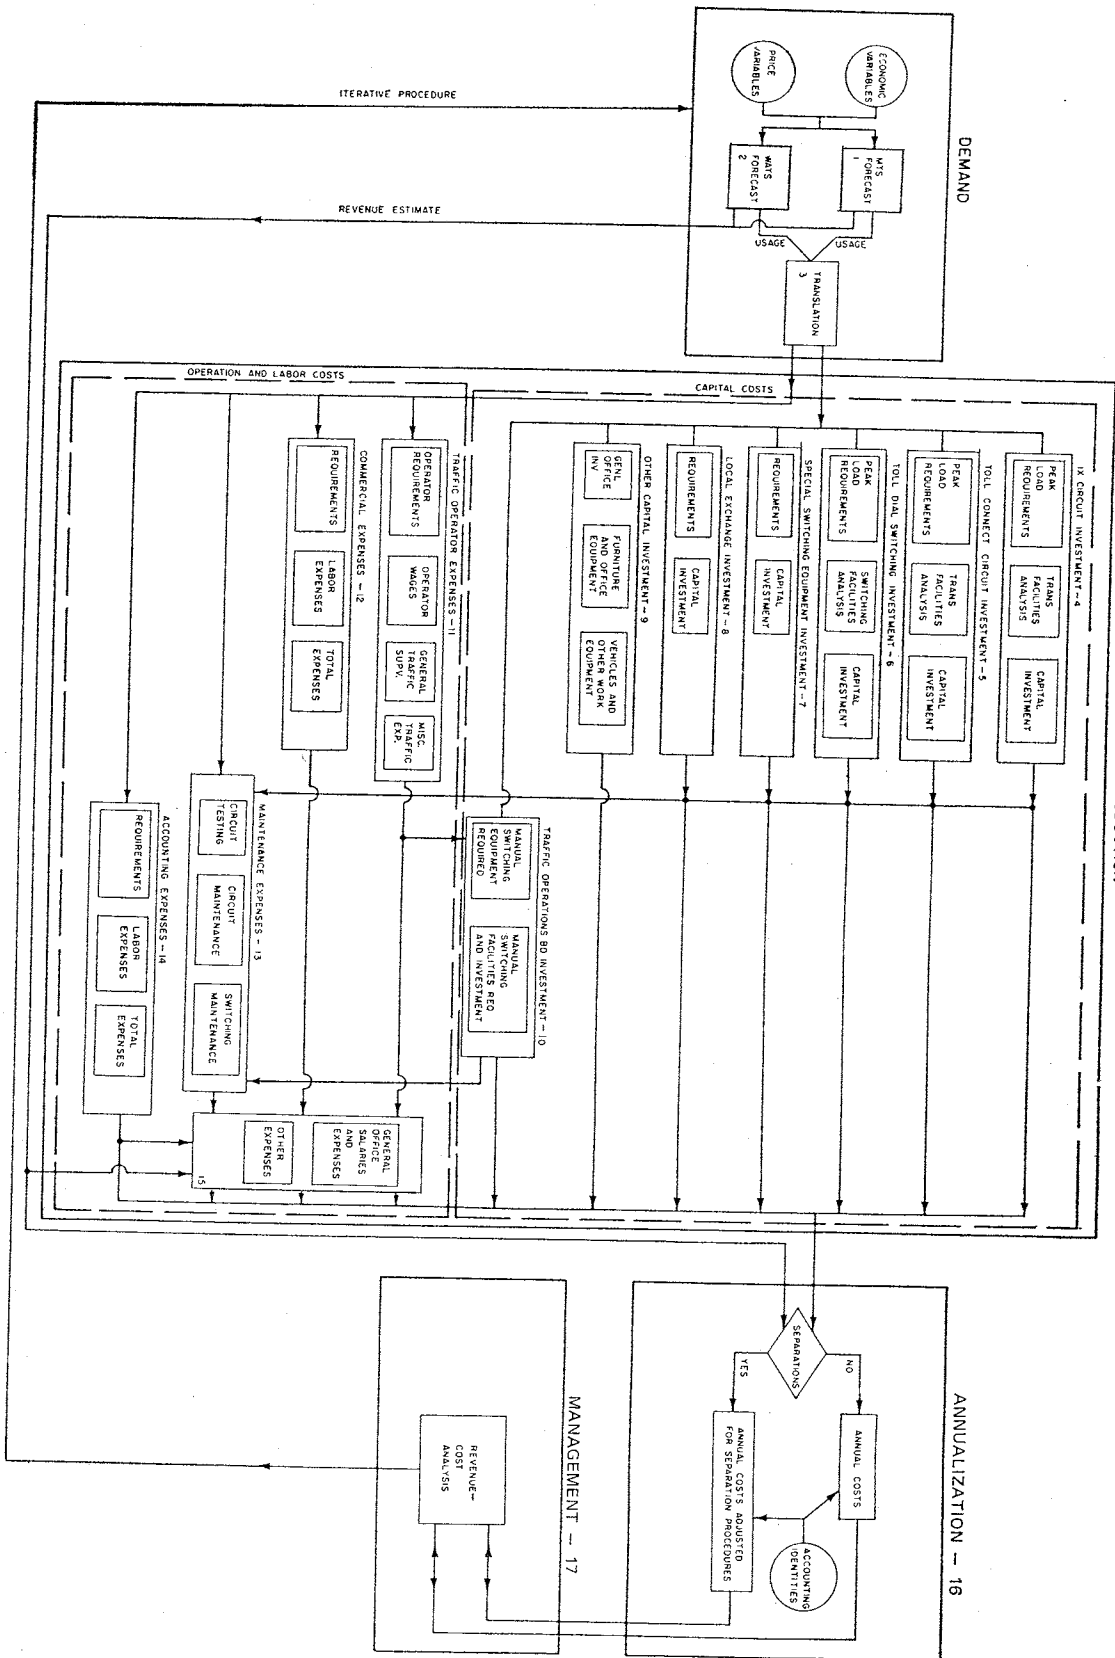 DEMAND
ECONOMIC
VARIABLES
PRICE
VARIABLES
MTS
FORECAST
1
WATS
FORECAST
2
USAGE
USAGE
TRANSLATION
3
ITERATIVE PROCEDURE
REVENUE ESTIMATE
CAPITAL COSTS
IX CIRCUIT INVESTMENT - 4
PEAK
LOAD
REQUIREMENTS
TRANS
FACILITIES
ANALYSIS
CAPITAL
INVESTMENT
TOLL CONNECT CIRCUIT INVESTMENT - 5
PEAK
LOAD
REQUIREMENTS
TRANS
FACILITIES
ANALYSIS
CAPITAL
INVESTMENT
TOLL DIAL SWITCHING INVESTMENT - 6
PEAK
LOAD
REQUIREMENTS
SWITCHING
FACILITIES
ANALYSIS
CAPITAL
INVESTMENT
SPECIAL SWITCHING EQUIPMENT INVESTMENT - 7
REQUIREMENTS
CAPITAL
INVESTMENT
LOCAL EXCHANGE INVESTMENT - 8
REQUIREMENTS
CAPITAL
INVESTMENT
OTHER CAPITAL INVESTMENT - 9
GENL
OFFICE
INV
FURNITURE
AND OFFICE
EQUIPMENT
VEHICLES AND
OTHER WORK
EQUIPMENT
TRAFFIC OPERATIONS BD INVESTMENT - 10
MANUAL
SWITCHING
EQUIPMENT
REQUIRED
MANUAL
SWITCHING
FACILITIES REQ
AND INVESTMENT
OPERATION AND LABOR COSTS
TRAFFIC OPERATOR EXPENSES - 11
OPERATOR
REQUIREMENTS
OPERATOR
WAGES
GENERAL
TRAFFIC
SUPV.
MISC.
TRAFFIC
EXP.
COMMERCIAL EXPENSES - 12
REQUIREMENTS
LABOR
EXPENSES
TOTAL
EXPENSES
MAINTENANCE EXPENSES - 13
CIRCUIT
TESTING
CIRCUIT
MAINTENANCE
SWITCHING
MAINTENANCE
ACCOUNTING EXPENSES - 14
REQUIREMENTS
LABOR
EXPENSES
TOTAL
EXPENSES
GENERAL
OFFICE
SALARIES
AND
EXPENSES
OTHER
EXPENSES
15
ANNUALIZATION -- 16
SEPARATIONS
NO
YES
ANNUAL COSTS
ANNUAL COSTS ADJUSTED
FOR SEPARATION PROCEDURES
ACCOUNTING
IDENTITIES
MANAGEMENT -- 17
REVENUE-
COST
ANALYSIS